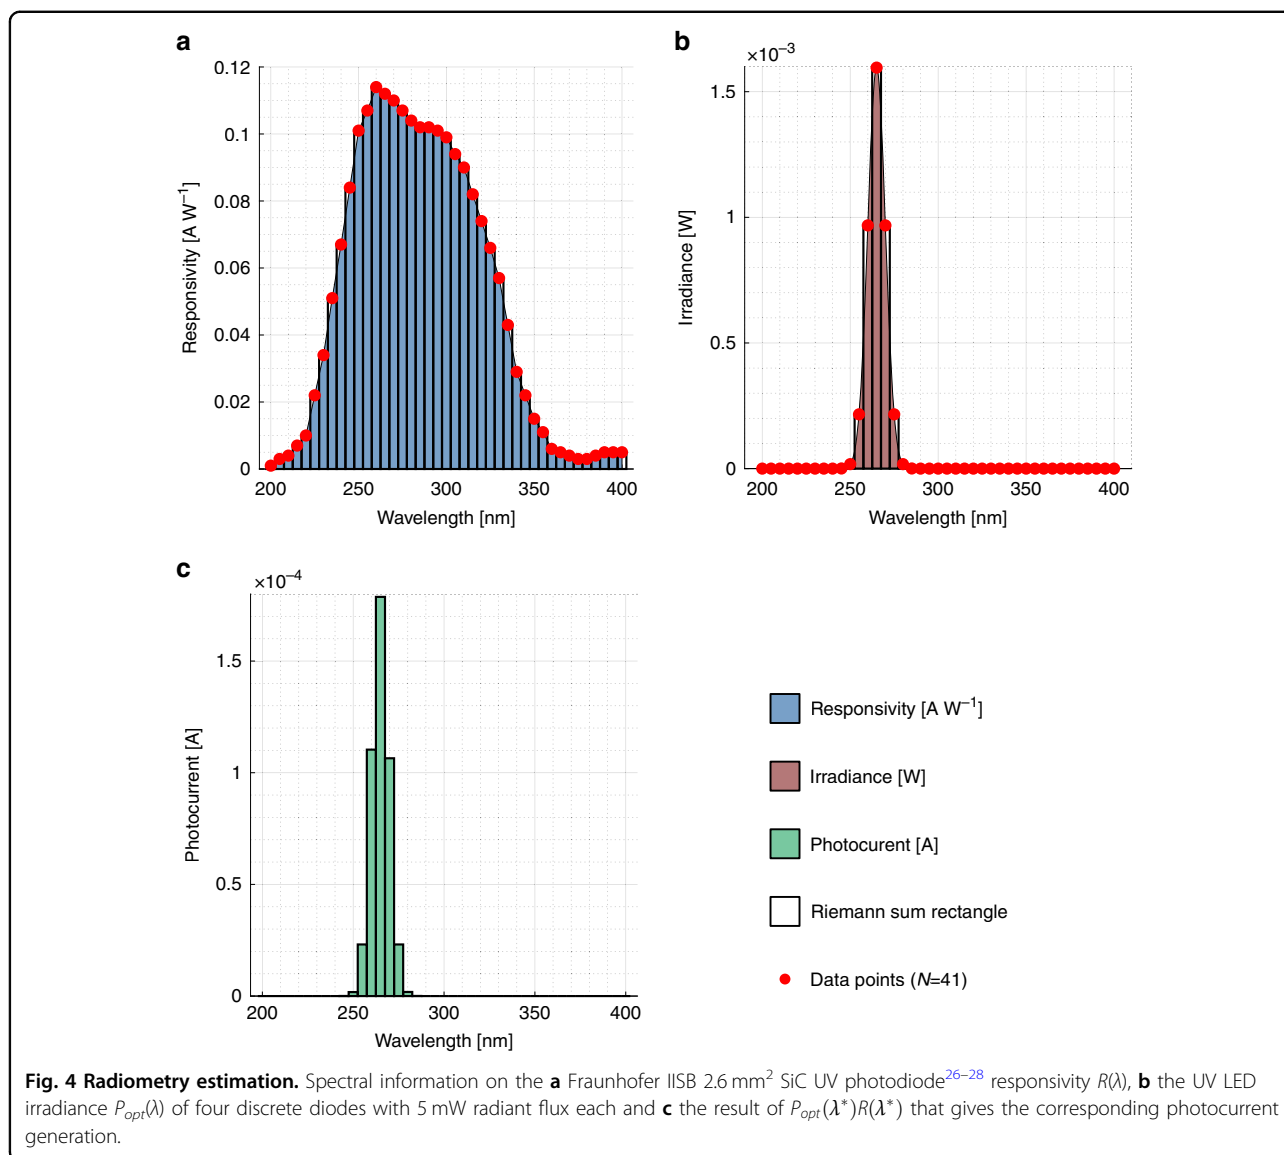 a
0.12
0.1
0.08
0.06
0.04
0.02
0
200
250
300
350
400
Responsivity [A W⁻¹]
Wavelength [nm]
b
×10⁻³
1.5
1
0.5
0
200
250
300
350
400
Irradiance [W]
Wavelength [nm]
c
×10⁻⁴
1.5
1
0.5
0
200
250
300
350
400
Photocurrent [A]
Wavelength [nm]
Responsivity [A W⁻¹]
Irradiance [W]
Photocurent [A]
Riemann sum rectangle
Data points (N=41)
Fig. 4 Radiometry estimation. Spectral information on the a Fraunhofer IISB 2.6 mm² SiC UV photodiode²⁶⁻²⁸ responsivity R(λ), b the UV LED
irradiance Pₒₚₜ(λ) of four discrete diodes with 5 mW radiant flux each and c the result of Pₒₚₜ(λ*)R(λ*) that gives the corresponding photocurrent
generation.